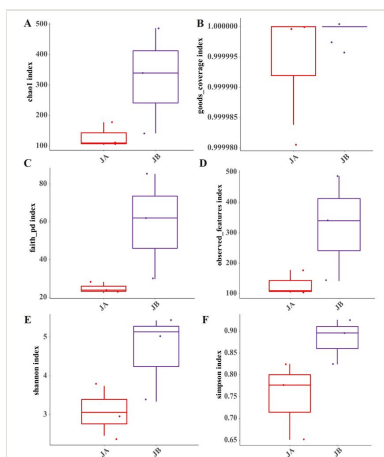 A
B
chao1 index
500
400
300
200
100
JA
JB
goods_coverage index
1.000000
0.999995
0.999990
0.999985
0.999980
JA
JB
C
D
faith_pd index
80
60
40
20
JA
JB
observed_features index
500
400
300
200
100
JA
JB
E
F
shannon index
5
4
3
JA
JB
simpson index
0.90
0.85
0.80
0.75
0.70
0.65
JA
JB